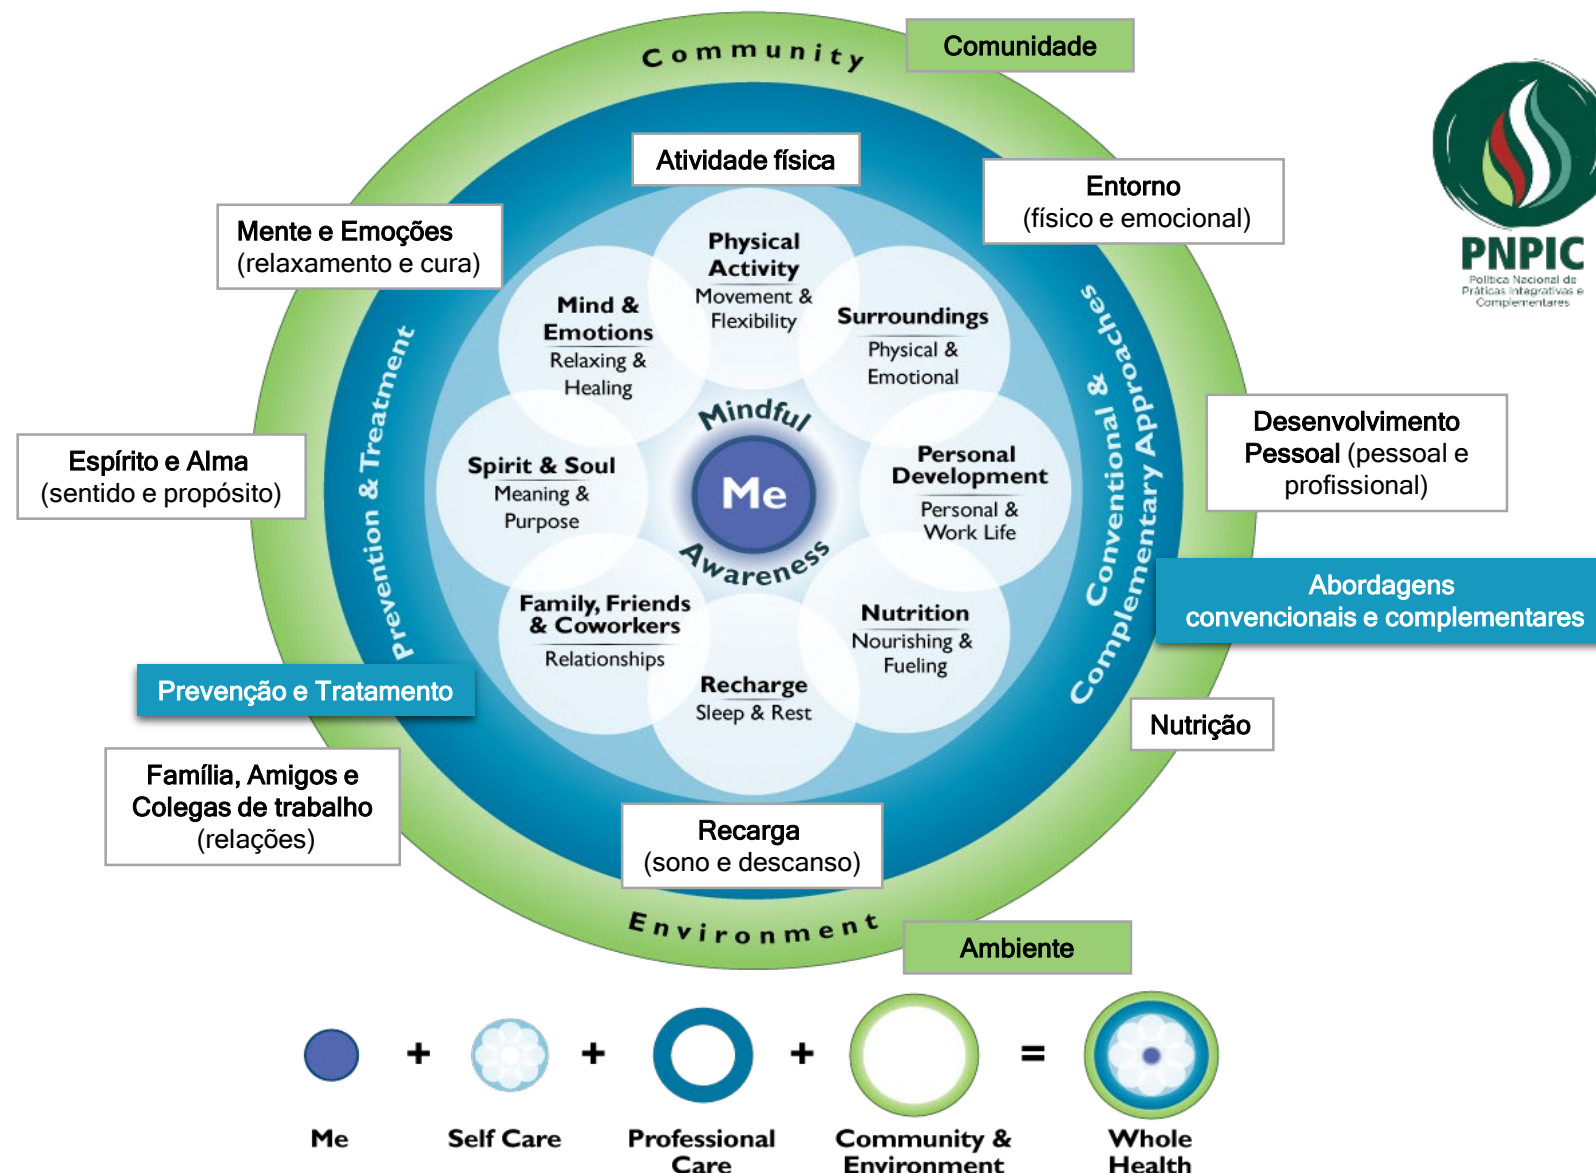 Community
Comunidade
Atividade física
Entorno
(físico e emocional)
Mente e Emoções
(relaxamento e cura)
PNPIC
Política Nacional de
Práticas Integrativas e
Complementares
Physical
Activity
Movement &
Flexibility
Mind &
Emotions
Relaxing &
Healing
Surroundings
Physical &
Emotional
Prevention & Treatment
Conventional &
Complementary Approaches
Mindful
Me
Awareness
Espírito e Alma
(sentido e propósito)
Spirit & Soul
Meaning &
Purpose
Personal
Development
Personal &
Work Life
Desenvolvimento
Pessoal (pessoal e
profissional)
Abordagens
convencionais e complementares
Family, Friends
& Coworkers
Relationships
Nutrition
Nourishing &
Fueling
Recharge
Sleep & Rest
Prevenção e Tratamento
Nutrição
Família, Amigos e
Colegas de trabalho
(relações)
Recarga
(sono e descanso)
Environment
Ambiente
+ + + =
Me
Self Care
Professional
Care
Community &
Environment
Whole
Health